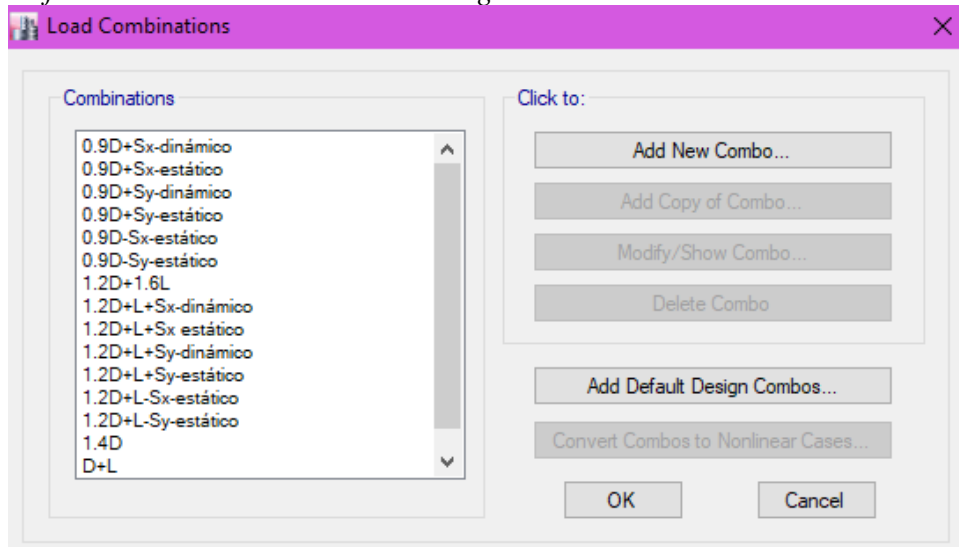 Load Combinations
Combinations
0.9D+Sx-dinámico
0.9D+Sx-estático
0.9D+Sy-dinámico
0.9D+Sy-estático
0.9D-Sx-estático
0.9D-Sy-estático
1.2D+1.6L
1.2D+L+Sx-dinámico
1.2D+L+Sx estático
1.2D+L+Sy-dinámico
1.2D+L+Sy-estático
1.2D+L-Sx-estático
1.2D+L-Sy-estático
1.4D
D+L
Click to:
Add New Combo...
Add Copy of Combo...
Modify/Show Combo...
Delete Combo
Add Default Design Combos...
Convert Combos to Nonlinear Cases...
OK
Cancel